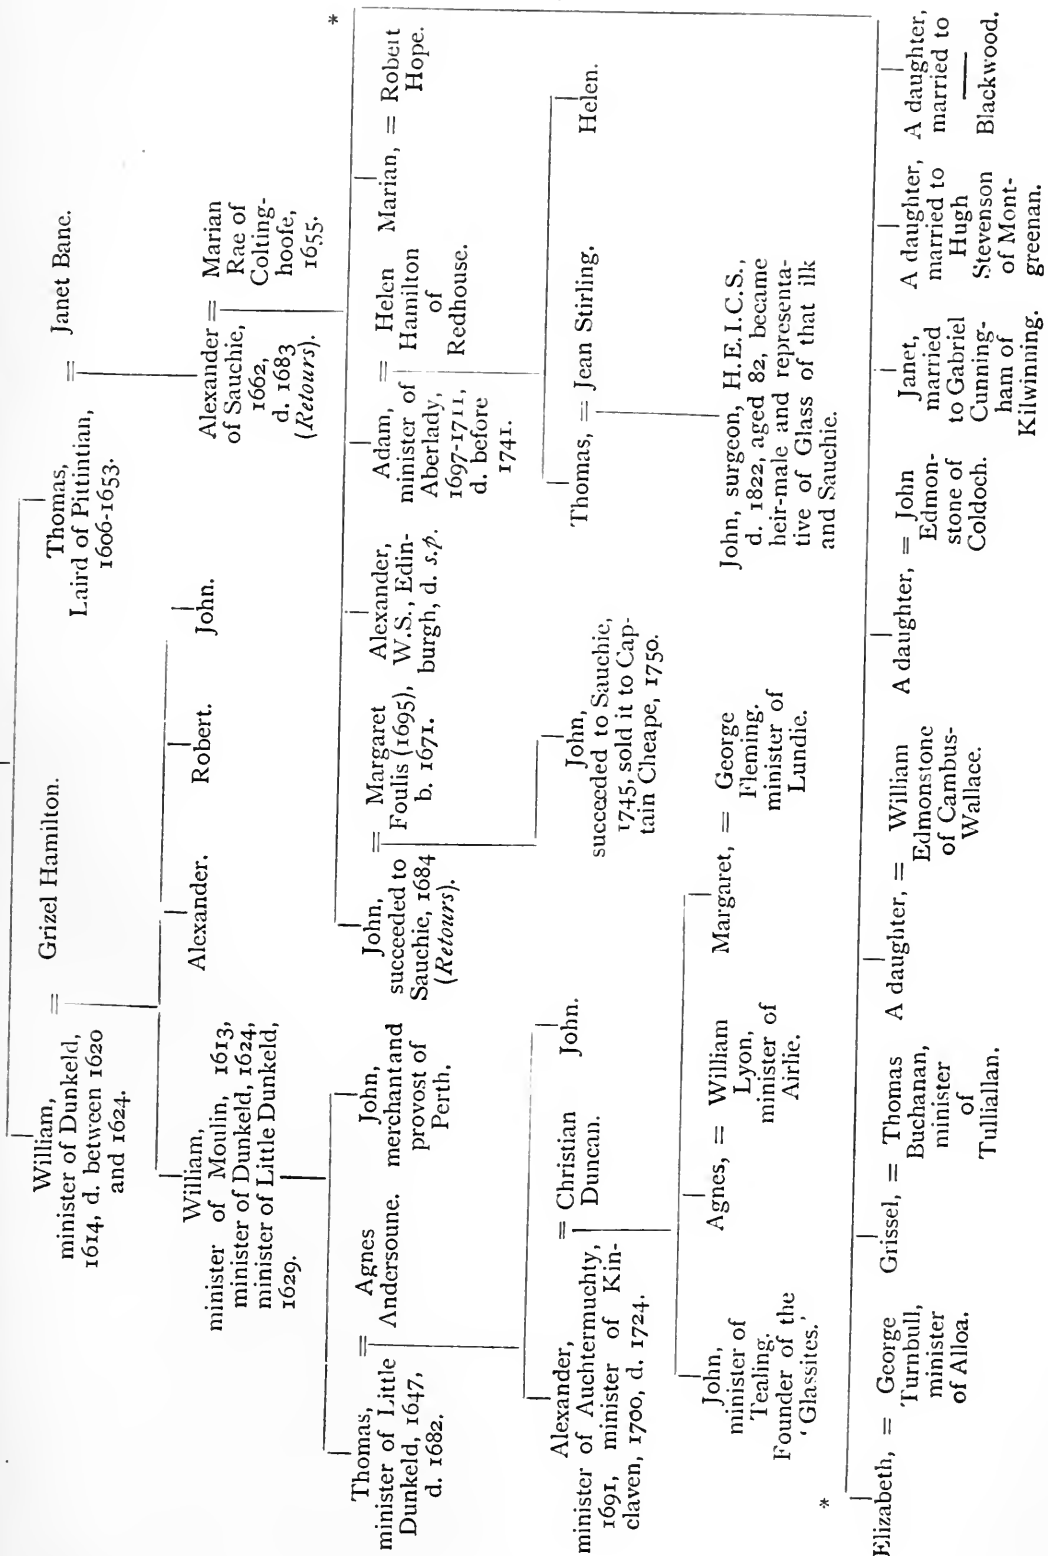 William,
minister of Dunkeld,
1614, d. between 1620
and 1624.
=
Grizel Hamilton.
Thomas,
Laird of Pittintian,
1606-1653.
=
Janet Bane.
William,
minister of Moulin, 1613,
minister of Dunkeld, 1624,
minister of Little Dunkeld,
1629.
Alexander.
Robert.
John.
Alexander
of Sauchie,
1662,
d. 1683
(Retours).
=
Marian
Rae of
Colting-
hoofe,
1655.
*
Thomas,
minister of Little
Dunkeld, 1647,
d. 1682.
=
Agnes
Andersoune.
John,
merchant and
provost of
Perth.
John,
succeeded to
Sauchie, 1684
(Retours).
=
Margaret
Foulis (1695),
b. 1671.
Alexander,
W.S., Edin-
burgh, d. s.p.
Adam,
minister of
Aberlady,
1697-1711,
d. before
1741.
=
Helen
Hamilton
of
Redhouse.
Marian,
=
Robert
Hope.
Alexander,
minister of Auchtermuchty,
1691, minister of Kin-
claven, 1700, d. 1724.
=
Christian
Duncan.
John.
John,
succeeded to Sauchie,
1745, sold it to Cap-
tain Cheape, 1750.
Thomas,
=
Jean Stirling.
Helen.
John,
minister of
Tealing.
Founder of the
'Glassites.'
Agnes,
=
William
Lyon,
minister of
Airlie.
Margaret,
=
George
Fleming,
minister of
Lundie.
John, surgeon, H.E.I.C.S.,
d. 1822, aged 82, became
heir-male and representa-
tive of Glass of that ilk
and Sauchie.
*
Elizabeth,
=
George
Turnbull,
minister
of Alloa.
Grissel,
=
Thomas
Buchanan,
minister
of
Tulliallan.
A daughter,
=
William
Edmonstone
of Cambus-
Wallace.
A daughter,
=
John
Edmon-
stone of
Coldoch.
Janet,
married
to Gabriel
Cunning-
ham of
Kilwinning.
A daughter,
married to
Hugh
Stevenson
of Mont-
greenan.
A daughter,
married to
—
Blackwood.